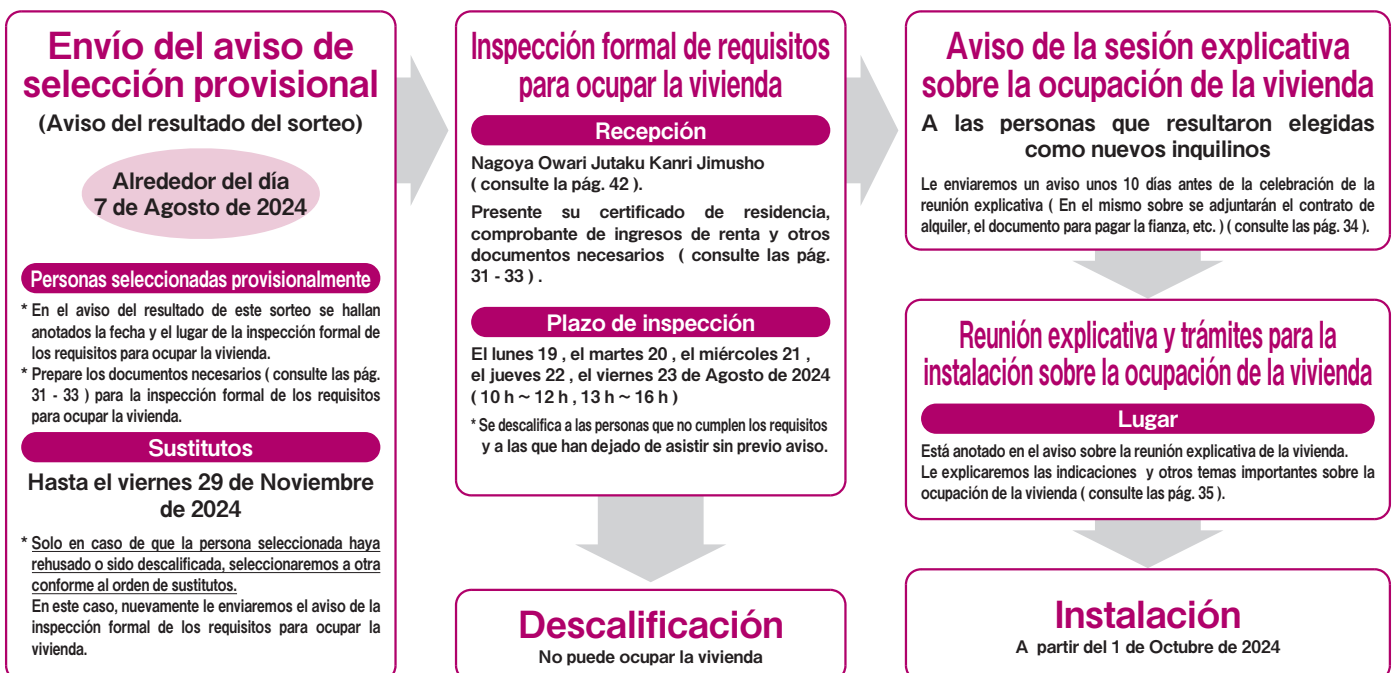 Envío del aviso de
selección provisional
(Aviso del resultado del sorteo)
Alrededor del día
7 de Agosto de 2024
Personas seleccionadas provisionalmente
* En el aviso del resultado de este sorteo se hallan
anotados la fecha y el lugar de la inspección formal de
los requisitos para ocupar la vivienda.
* Prepare los documentos necesarios ( consulte las pág.
31 - 33 ) para la inspección formal de los requisitos
para ocupar la vivienda.
Sustitutos
Hasta el viernes 29 de Noviembre
de 2024
* Solo en caso de que la persona seleccionada haya
rehusado o sido descalificada, seleccionaremos a otra
conforme al orden de sustitutos.
En este caso, nuevamente le enviaremos el aviso de la
inspección formal de los requisitos para ocupar la
vivienda.
Inspección formal de requisitos
para ocupar la vivienda
Recepción
Nagoya Owari Jutaku Kanri Jimusho
( consulte la pág. 42 ).
Presente su certificado de residencia,
comprobante de ingresos de renta y otros
documentos necesarios ( consulte las pág.
31 - 33 ) .
Plazo de inspección
El lunes 19 , el martes 20 , el miércoles 21 ,
el jueves 22 , el viernes 23 de Agosto de 2024
( 10 h ~ 12 h , 13 h ~ 16 h )
* Se descalifica a las personas que no cumplen los requisitos
y a las que han dejado de asistir sin previo aviso.
Descalificación
No puede ocupar la vivienda
Aviso de la sesión explicativa
sobre la ocupación de la vivienda
A las personas que resultaron elegidas
como nuevos inquilinos
Le enviaremos un aviso unos 10 días antes de la celebración de la
reunión explicativa ( En el mismo sobre se adjuntarán el contrato de
alquiler, el documento para pagar la fianza, etc. ) ( consulte las pág. 34 ).
Reunión explicativa y trámites para la
instalación sobre la ocupación de la vivienda
Lugar
Está anotado en el aviso sobre la reunión explicativa de la vivienda.
Le explicaremos las indicaciones y otros temas importantes sobre la
ocupación de la vivienda ( consulte las pág. 35 ).
Instalación
A partir del 1 de Octubre de 2024